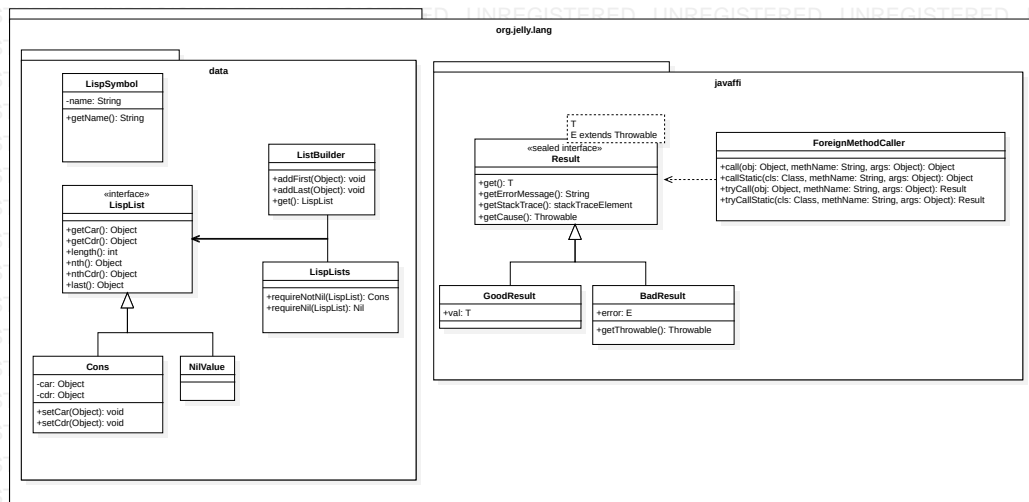 ED UNREGISTERED UNREGISTERED UNREGISTERED UNREGISTERED
org.jelly.lang
data
LispSymbol
-name: String
+getName(): String
ListBuilder
+addFirst(Object): void
+addLast(Object): void
+get(): LispList
«interface»
LispList
+getCar(): Object
+getCdr(): Object
+length(): int
+nth(): Object
+nthCdr(): Object
+last(): Object
LispLists
+requireNotNil(LispList): Cons
+requireNil(LispList): Nil
Cons
-car: Object
-cdr: Object
+setCar(Object): void
+setCdr(Object): void
NilValue
javaffi
T
E extends Throwable
«sealed interface»
Result
+get(): T
+getErrorMessage(): String
+getStackTrace(): stackTraceElement
+getCause(): Throwable
ForeignMethodCaller
+call(obj: Object, methName: String, args: Object): Object
+callStatic(cls: Class, methName: String, args: Object): Object
+tryCall(obj: Object, methName: String, args: Object): Result
+tryCallStatic(cls: Class, methName: String, args: Object): Result
GoodResult
+val: T
BadResult
+error: E
+getThrowable(): Throwable